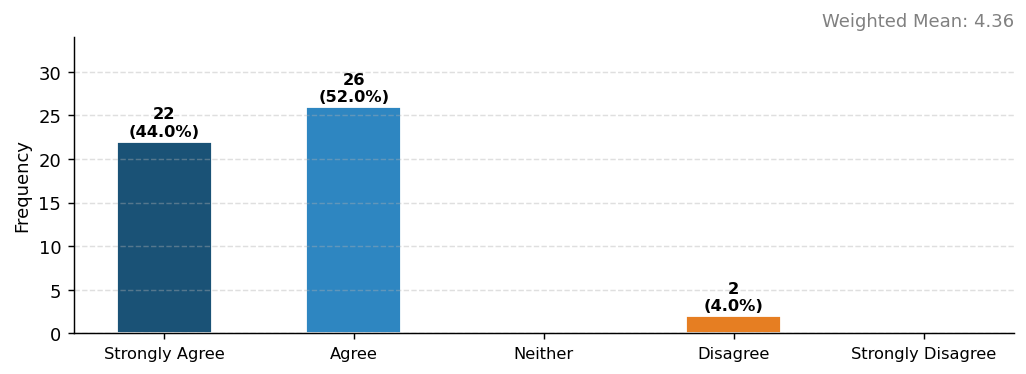 Weighted Mean: 4.36
Frequency
30
25
20
15
10
5
0
22
(44.0%)
26
(52.0%)
2
(4.0%)
Strongly Agree
Agree
Neither
Disagree
Strongly Disagree